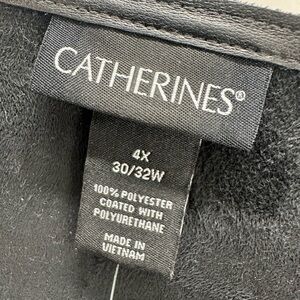 CATHERINES®
4X
30/32W
100% POLYESTER
COATED WITH
POLYURETHANE
MADE IN
VIETNAM